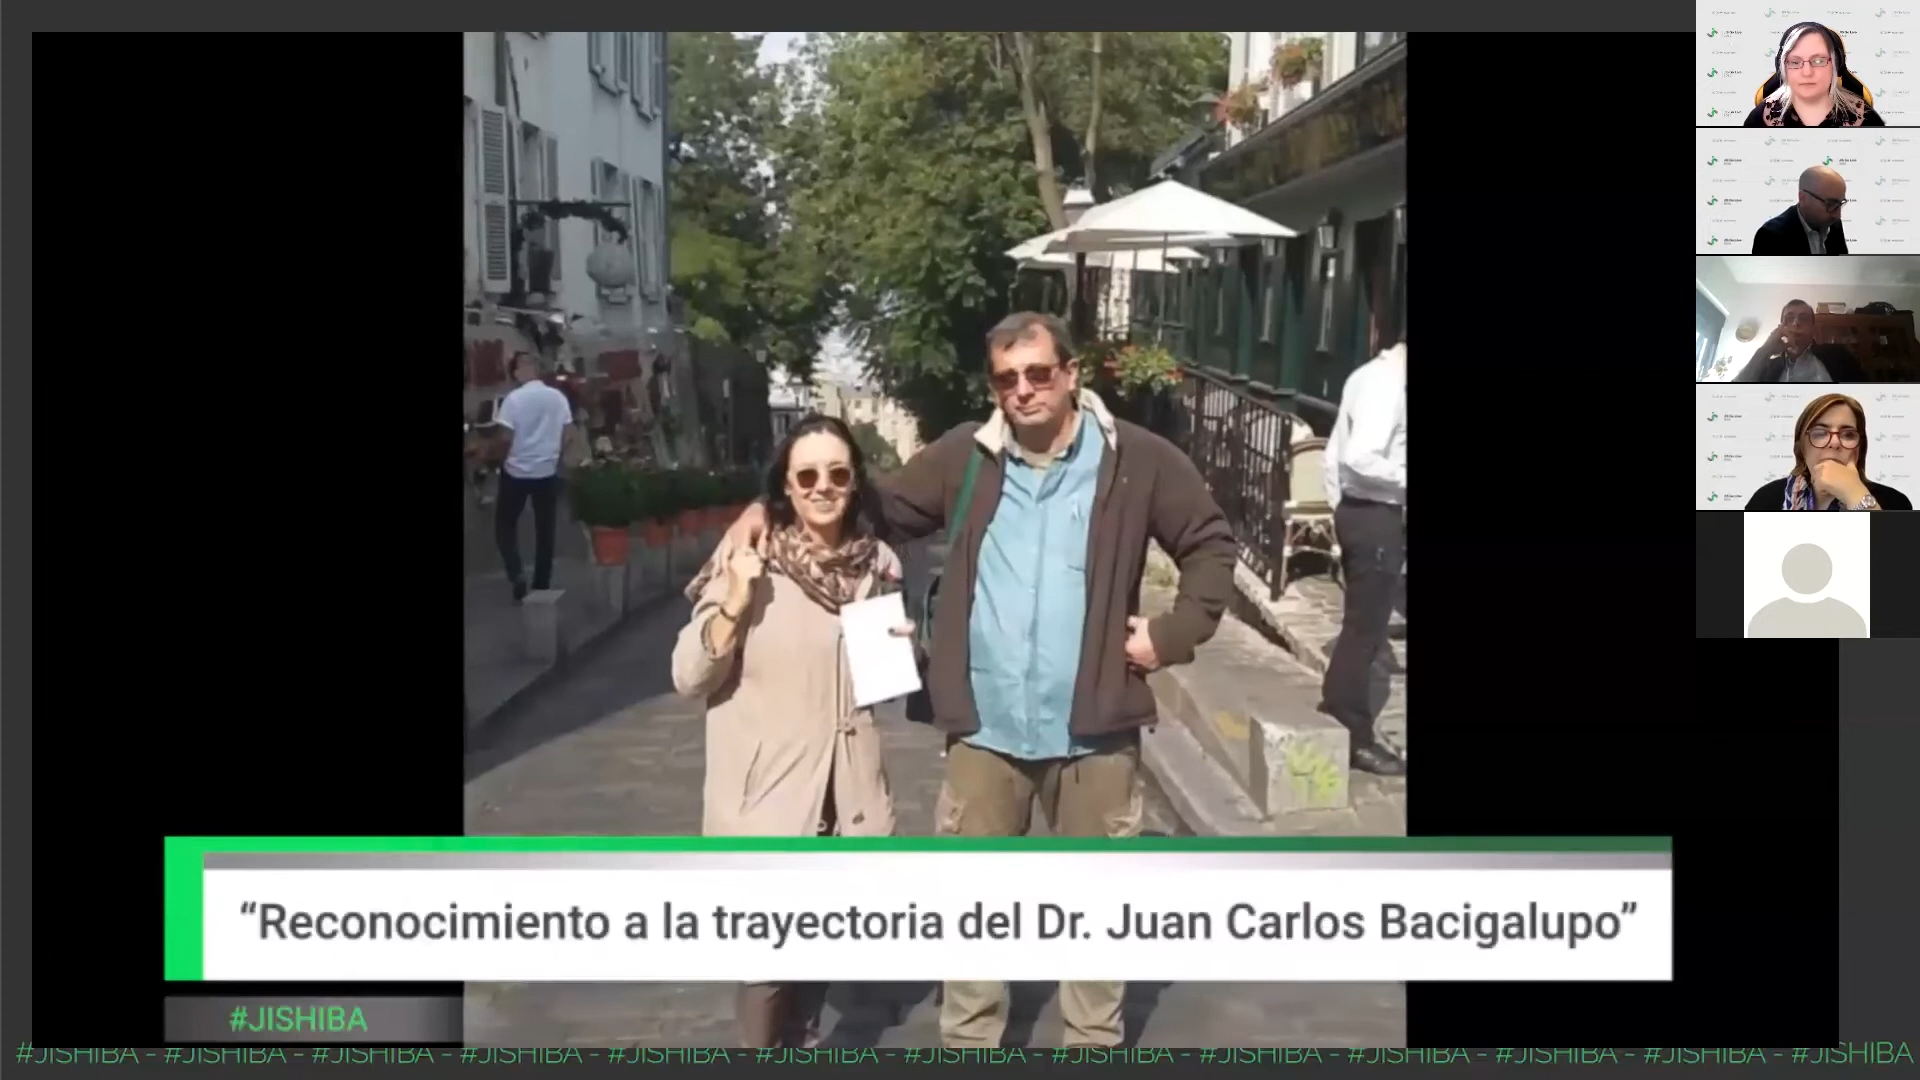 “Reconocimiento a la trayectoria del Dr. Juan Carlos Bacigalupo”
#JISHIBA
#JISHIBA - #JISHIBA - #JISHIBA - #JISHIBA - #JISHIBA - #JISHIBA - #JISHIBA - #JISHIBA - #JISHIBA - #JISHIBA - #JISHIBA - #JISHIBA - #JISHIBA